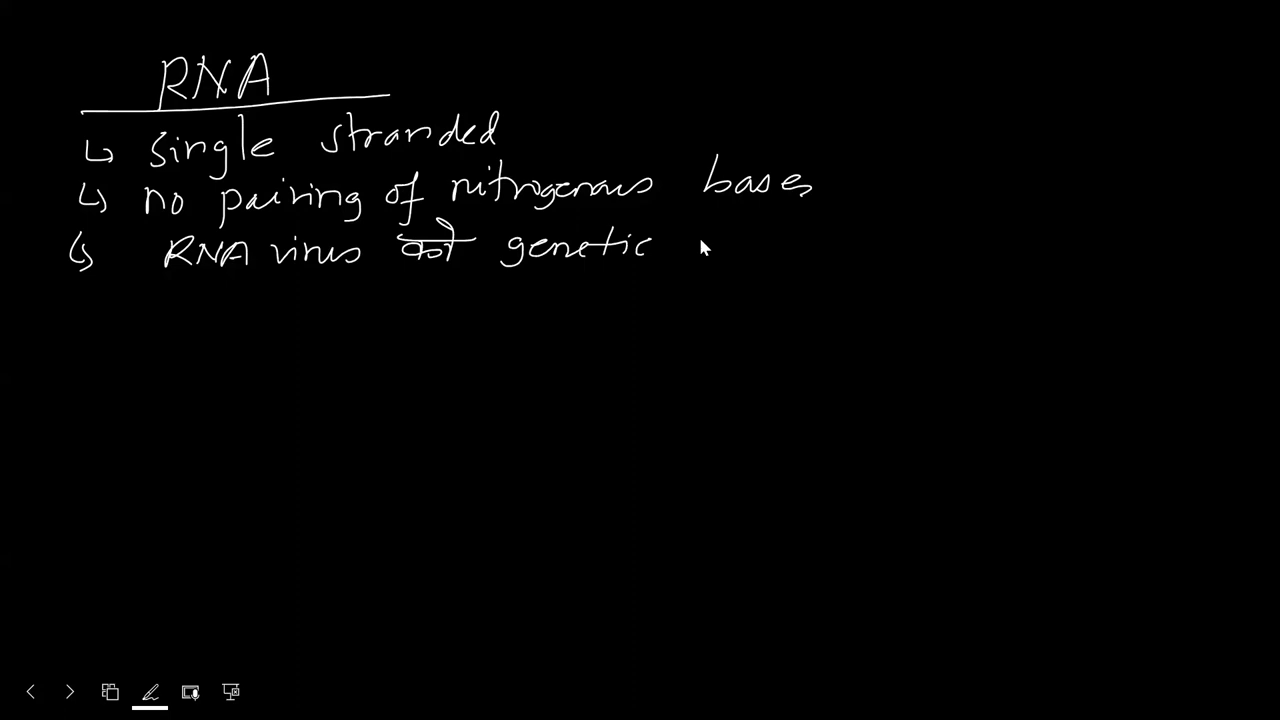 RNA
↳ single stranded
↳ no pairing of nitrogenous bases
↳ RNA virus genetic